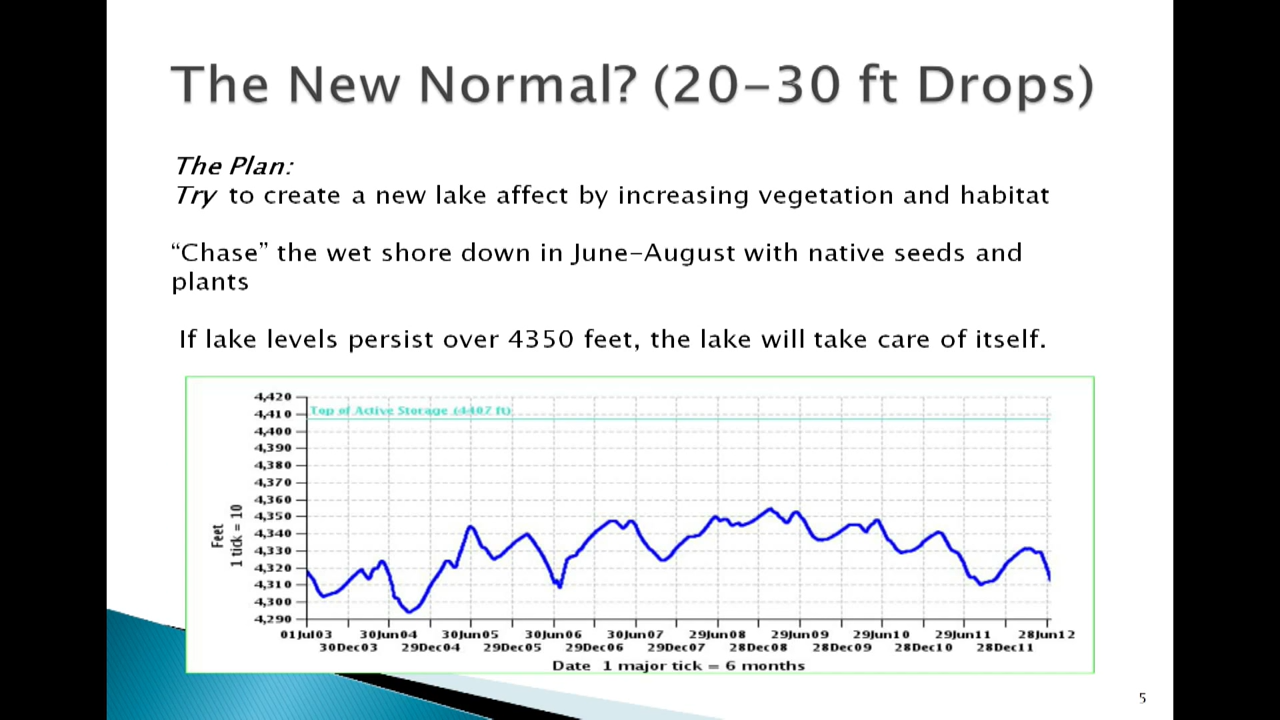 The New Normal? (20-30 ft Drops)
The Plan:
Try to create a new lake affect by increasing vegetation and habitat
“Chase” the wet shore down in June-August with native seeds and
plants
If lake levels persist over 4350 feet, the lake will take care of itself.
4,420
4,410
4,400
4,390
4,380
4,370
4,360
4,350
4,340
4,330
4,320
4,310
4,300
4,290
Feet
1 tick = 10
Top of Active Storage (4407 ft)
01Jul03 30Jun04 30Jun05 30Jun06 30Jun07 29Jun08 29Jun09 29Jun10 29Jun11 28Jun12
30Dec03 29Dec04 29Dec05 29Dec06 29Dec07 28Dec08 28Dec09 28Dec10 28Dec11
Date 1 major tick = 6 months
5